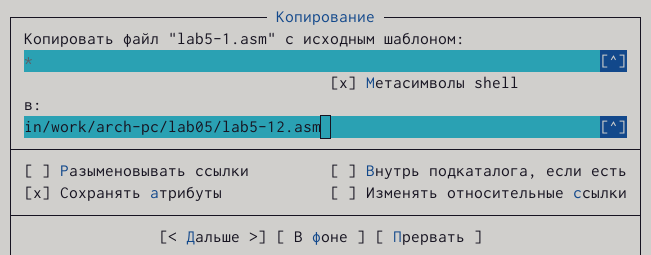 Копирование
Копировать файл "lab5-1.asm" с исходным шаблоном:
* [^]
[x] Метасимволы shell
в:
in/work/arch-pc/lab05/lab5-12.asm [^]
[ ] Разыменовывать ссылки [ ] Внутрь подкаталога, если есть
[x] Сохранять атрибуты [ ] Изменять относительные ссылки
[< Дальше >] [ В фоне ] [ Прервать ]